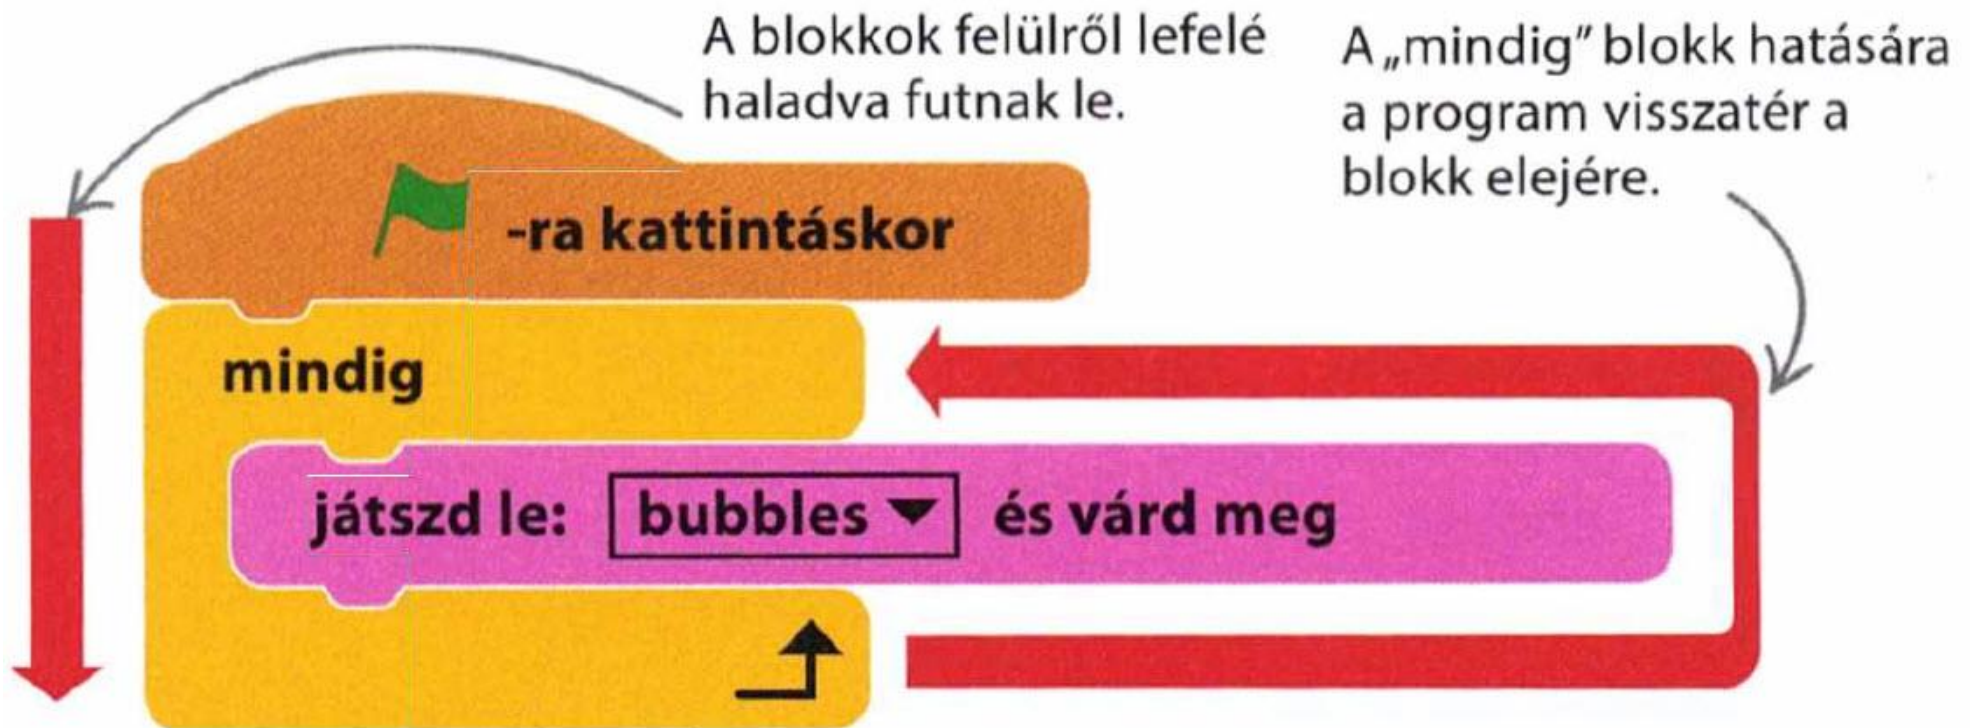 A blokkok felülről lefelé
haladva futnak le.
A „mindig” blokk hatására
a program visszatér a
blokk elejére.
-ra kattintáskor
mindig
játszd le: bubbles és várd meg